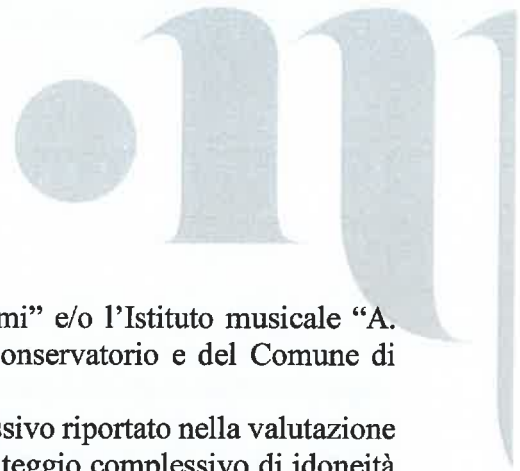 mi” e/o l’Istituto musicale “A.
onservatorio e del Comune di
ssivo riportato nella valutazione
teggio complessivo di idoneità